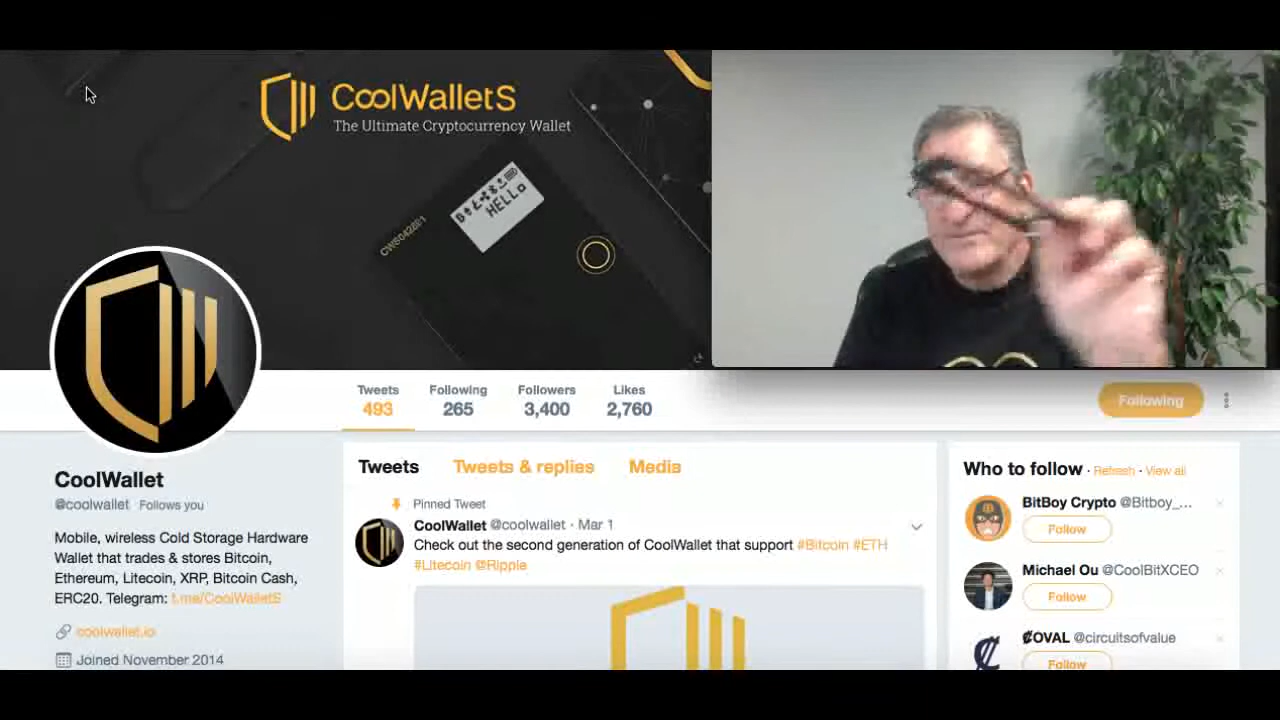 CoolWalletS
The Ultimate Cryptocurrency Wallet
HELLO
CWS042861
Tweets
493
Following
265
Followers
3,400
Likes
2,760
Following
CoolWallet
@coolwallet Follows you
Mobile, wireless Cold Storage Hardware
Wallet that trades & stores Bitcoin,
Ethereum, Litecoin, XRP, Bitcoin Cash,
ERC20. Telegram: t.me/CoolWalletS
coolwallet.io
Joined November 2014
Tweets Tweets & replies Media
Pinned Tweet
CoolWallet @coolwallet · Mar 1
Check out the second generation of CoolWallet that support #Bitcoin #ETH
#Litecoin @Ripple
Who to follow · Refresh · View all
BitBoy Crypto @Bitboy_...
Follow
Michael Ou @CoolBitXCEO
Follow
₡OVAL @circuitsofvalue
Follow